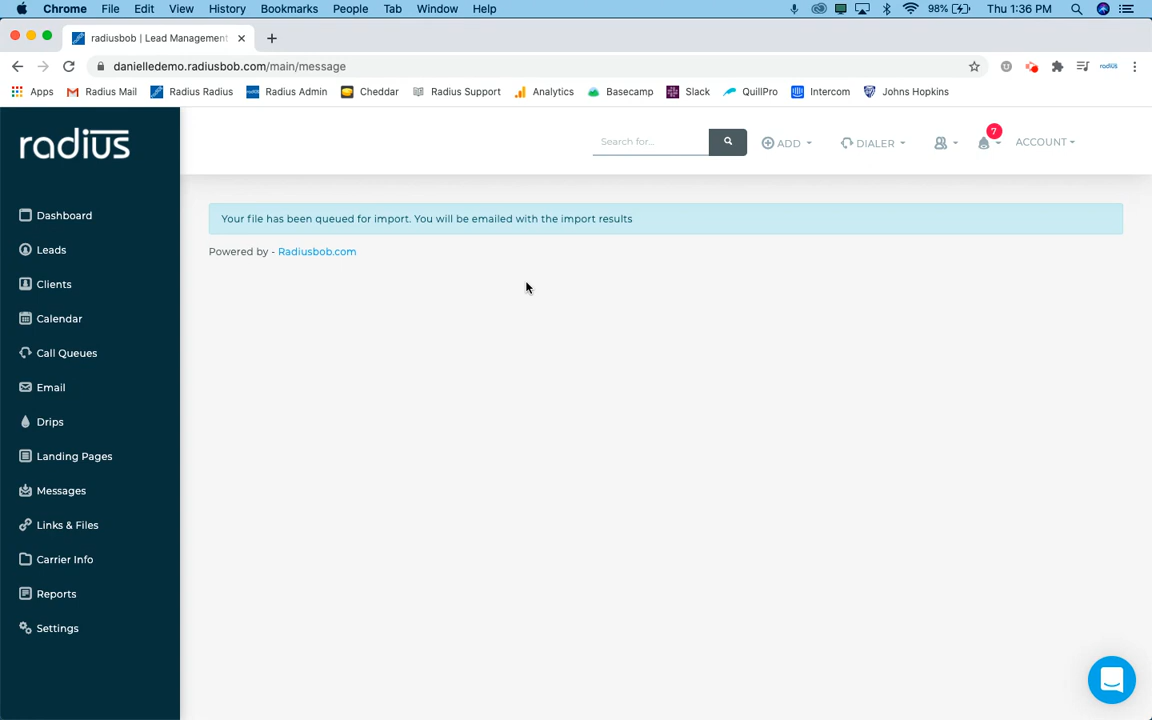 Chrome File Edit View History Bookmarks People Tab Window Help 98% Thu 1:36 PM
radiusbob | Lead Management
danielledemo.radiusbob.com/main/message
Apps Radius Mail Radius Radius Radius Admin Cheddar Radius Support Analytics Basecamp Slack QuillPro Intercom Johns Hopkins
radius
Search for... ADD DIALER 7 ACCOUNT
Your file has been queued for import. You will be emailed with the import results
Powered by - Radiusbob.com
Dashboard
Leads
Clients
Calendar
Call Queues
Email
Drips
Landing Pages
Messages
Links & Files
Carrier Info
Reports
Settings